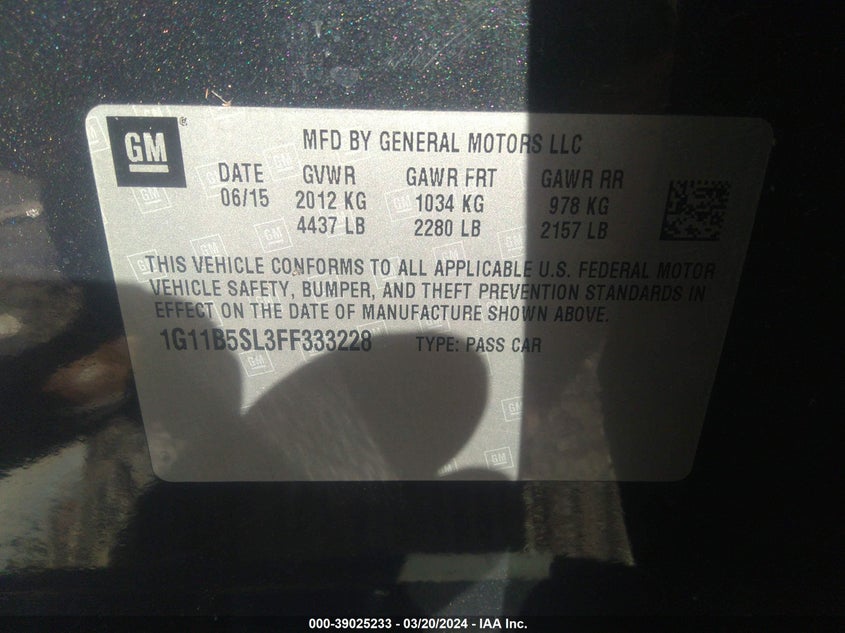 GM
MFD BY GENERAL MOTORS LLC
DATE GVWR GAWR FRT GAWR RR
06/15 2012 KG 1034 KG 978 KG
4437 LB 2280 LB 2157 LB
THIS VEHICLE CONFORMS TO ALL APPLICABLE U.S. FEDERAL MOTOR
VEHICLE SAFETY, BUMPER, AND THEFT PREVENTION STANDARDS IN
EFFECT ON THE DATE OF MANUFACTURE SHOWN ABOVE.
1G11B5SL3FF333228 TYPE: PASS CAR
000-39025233 - 03/20/2024 - IAA Inc.